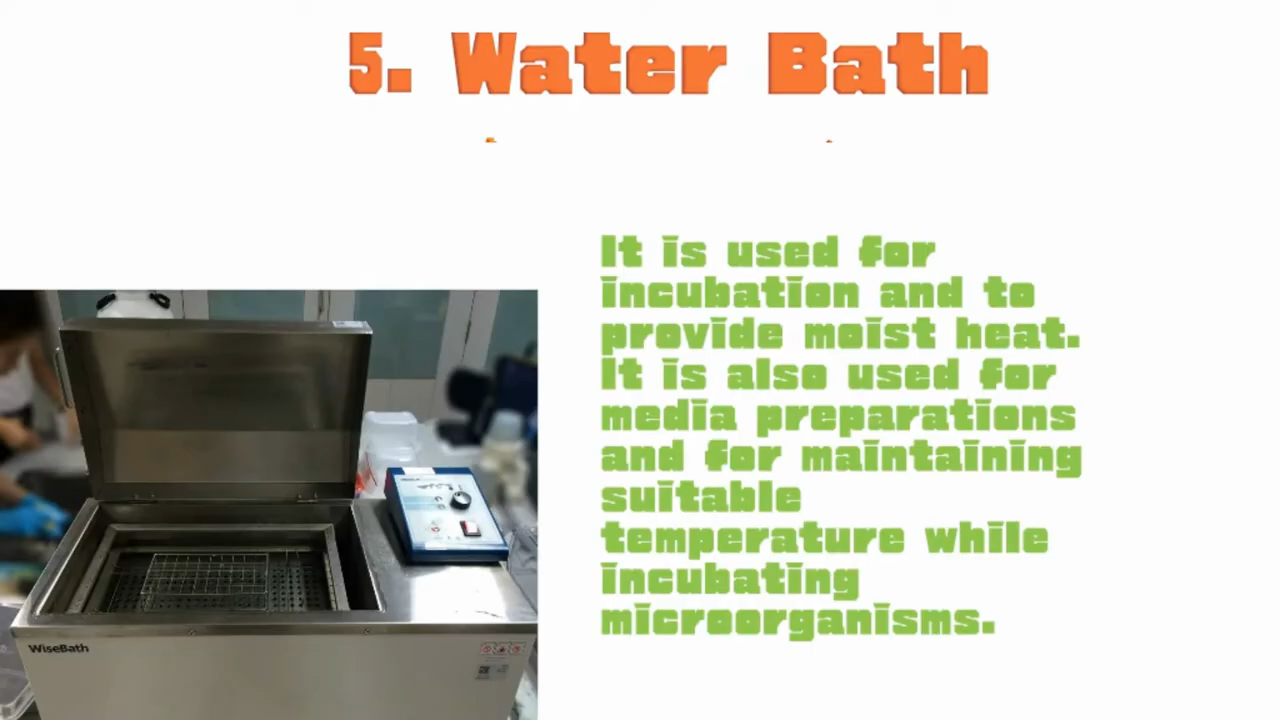 5. Water Bath
It is used for
incubation and to
provide moist heat.
It is also used for
media preparations
and for maintaining
suitable
temperature while
incubating
microorganisms.
WiseBath